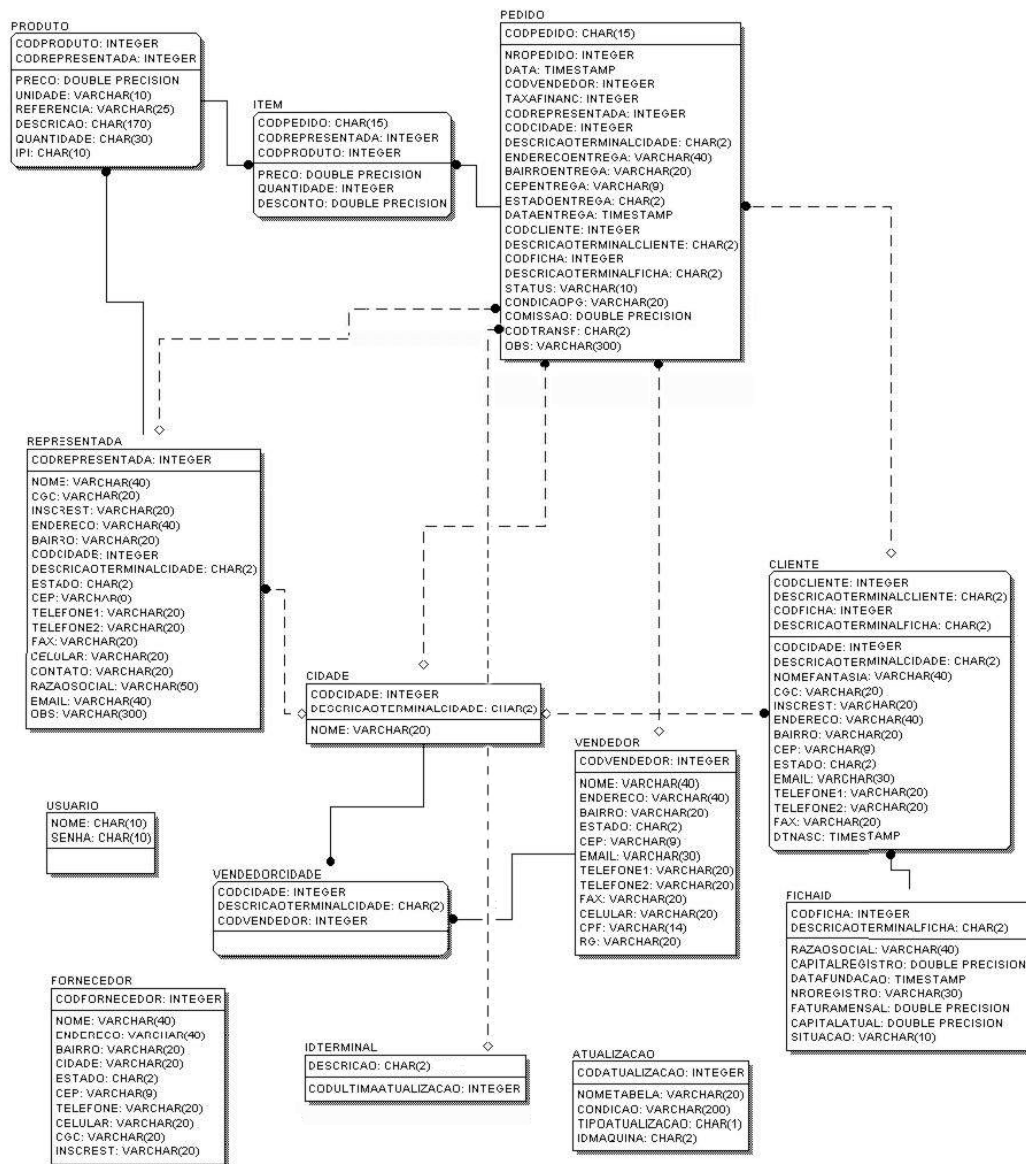 PRODUTO
CODPRODUTO: INTEGER
CODREPRESENTADA: INTEGER
PRECO: DOUBLE PRECISION
UNIDADE: VARCHAR(10)
REFERENCIA: VARCHAR(25)
DESCRICAO: CHAR(170)
QUANTIDADE: CHAR(30)
IPI: CHAR(10)
ITEM
CODPEDIDO: CHAR(15)
CODREPRESENTADA: INTEGER
CODPRODUTO: INTEGER
PRECO: DOUBLE PRECISION
QUANTIDADE: INTEGER
DESCONTO: DOUBLE PRECISION
PEDIDO
CODPEDIDO: CHAR(15)
NROPEDIDO: INTEGER
DATA: TIMESTAMP
CODVENDEDOR: INTEGER
TAXAFINANC: INTEGER
CODREPRESENTADA: INTEGER
CODCIDADE: INTEGER
DESCRICAOTERMINALCIDADE: CHAR(2)
ENDERECOENTREGA: VARCHAR(40)
BAIRROENTREGA: VARCHAR(20)
CEPENTREGA: VARCHAR(9)
ESTADOENTREGA: CHAR(2)
DATAENTREGA: TIMESTAMP
CODCLIENTE: INTEGER
DESCRICAOTERMINALCLIENTE: CHAR(2)
CODFICHA: INTEGER
DESCRICAOTERMINALFICHA: CHAR(2)
STATUS: VARCHAR(10)
CONDICAOPG: VARCHAR(20)
COMISSAO: DOUBLE PRECISION
CODTRANSF: CHAR(2)
OBS: VARCHAR(300)
REPRESENTADA
CODREPRESENTADA: INTEGER
NOME: VARCHAR(40)
CGC: VARCHAR(20)
INSCREST: VARCHAR(20)
ENDERECO: VARCHAR(40)
BAIRRO: VARCHAR(20)
CODCIDADE: INTEGER
DESCRICAOTERMINALCIDADE: CHAR(2)
ESTADO: CHAR(2)
CEP:
TELEFONE1: VARCHAR(20)
TELEFONE2: VARCHAR(20)
FAX: VARCHAR(20)
CELULAR: VARCHAR(20)
CONTATO: VARCHAR(20)
RAZAOSOCIAL: VARCHAR(50)
EMAIL: VARCHAR(40)
OBS: VARCHAR(300)
CLIENTE
CODCLIENTE: INTEGER
DESCRICAOTERMINALCLIENTE: CHAR(2)
CODFICHA: INTEGER
DESCRICAOTERMINALFICHA: CHAR(2)
CODCIDADE: INTEGER
DESCRICAOTERMINALCIDADE: CHAR(2)
NOMEFANTASIA: VARCHAR(40)
CGC: VARCHAR(20)
INSCREST: VARCHAR(20)
ENDERECO: VARCHAR(40)
BAIRRO: VARCHAR(20)
CEP: VARCHAR(9)
ESTADO: CHAR(2)
EMAIL: VARCHAR(30)
TELEFONE1: VARCHAR(20)
TELEFONE2: VARCHAR(20)
FAX: VARCHAR(20)
DTNASC: TIMESTAMP
CIDADE
CODCIDADE: INTEGER
DESCRICAOTERMINALCIDADE: CHAR(2)
NOME: VARCHAR(20)
VENDEDOR
CODVENDEDOR: INTEGER
NOME: VARCHAR(40)
ENDERECO: VARCHAR(40)
BAIRRO: VARCHAR(20)
ESTADO: CHAR(2)
CEP: VARCHAR(9)
EMAIL: VARCHAR(30)
TELEFONE1: VARCHAR(20)
TELEFONE2: VARCHAR(20)
FAX: VARCHAR(20)
CELULAR: VARCHAR(20)
CPF: VARCHAR(14)
RG: VARCHAR(20)
USUARIO
NOME: CHAR(10)
SENHA: CHAR(10)
VENDEDORCIDADE
CODCIDADE: INTEGER
DESCRICAOTERMINALCIDADE: CHAR(2)
CODVENDEDOR: INTEGER
FICHAID
CODFICHA: INTEGER
DESCRICAOTERMINALFICHA: CHAR(2)
RAZAOSOCIAL: VARCHAR(40)
CAPITALREGISTRO: DOUBLE PRECISION
DATAFUNDACAO: TIMESTAMP
NROREGISTRO: VARCHAR(30)
FATURAMENSAL: DOUBLE PRECISION
CAPITALATUAL: DOUBLE PRECISION
SITUACAO: VARCHAR(10)
FORNECEDOR
CODFORNECEDOR: INTEGER
NOME: VARCHAR(40)
ENDERECO: VARCHAR(40)
BAIRRO: VARCHAR(20)
CIDADE: VARCHAR(20)
ESTADO: CHAR(2)
CEP: VARCHAR(9)
TELEFONE: VARCHAR(20)
CELULAR: VARCHAR(20)
CGC: VARCHAR(20)
INSCREST: VARCHAR(20)
IDTERMINAL
DESCRICAO: CHAR(2)
CODULTIMAATUALIZACAO: INTEGER
ATUALIZACAO
CODATUALIZACAO: INTEGER
NOMETABELA: VARCHAR(20)
CONDICAO: VARCHAR(200)
TIPOATUALIZACAO: CHAR(1)
IDMAQUINA: CHAR(2)